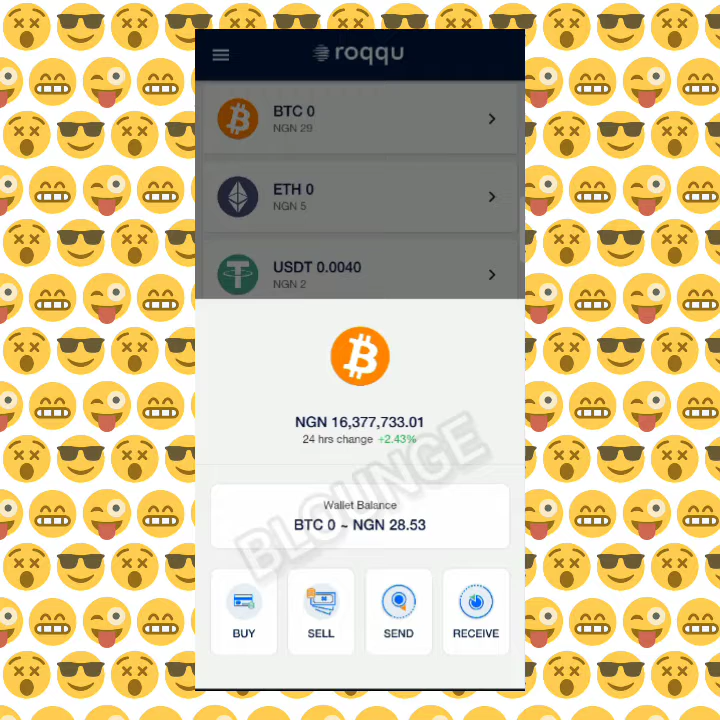 roqqu
BTC 0
NGN 29
ETH 0
NGN 5
USDT 0.0040
NGN 2
NGN 16,377,733.01
24 hrs change +2.43%
BLOUNGE
Wallet Balance
BTC 0 ~ NGN 28.53
BUY
SELL
SEND
RECEIVE